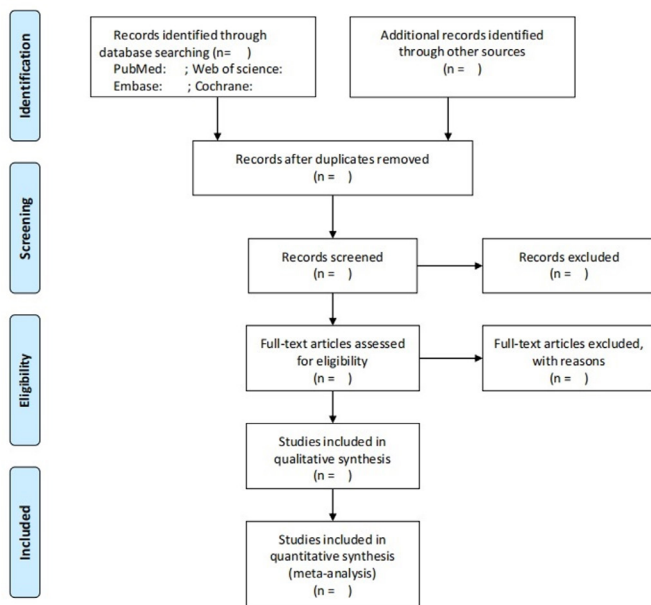 Identification
Records identified through
database searching (n= )
PubMed: ; Web of science:
Embase: ; Cochrane:
Additional records identified
through other sources
(n = )
Records after duplicates removed
(n = )
Screening
Records screened
(n = )
Records excluded
(n = )
Eligibility
Full-text articles assessed
for eligibility
(n = )
Full-text articles excluded,
with reasons
(n = )
Studies included in
qualitative synthesis
(n = )
Included
Studies included in
quantitative synthesis
(meta-analysis)
(n = )